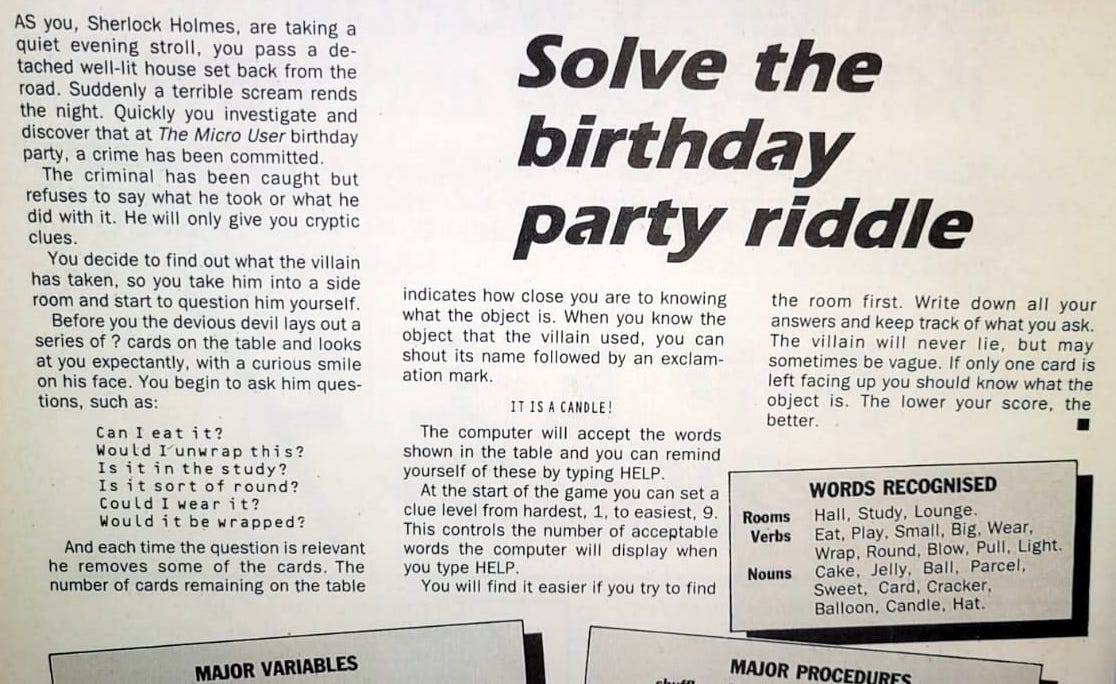 AS you, Sherlock Holmes, are taking a
quiet evening stroll, you pass a de-
tached well-lit house set back from the
road. Suddenly a terrible scream rends
the night. Quickly you investigate and
discover that at The Micro User birthday
party, a crime has been committed.
The criminal has been caught but
refuses to say what he took or what he
did with it. He will only give you cryptic
clues.
You decide to find out what the villain
has taken, so you take him into a side
room and start to question him yourself.
Before you the devious devil lays out a
series of ? cards on the table and looks
at you expectantly, with a curious smile
on his face. You begin to ask him ques-
tions, such as:
Can I eat it?
Would I unwrap this?
Is it in the study?
Is it sort of round?
Could I wear it?
Would it be wrapped?
And each time the question is relevant
he removes some of the cards. The
number of cards remaining on the table
Solve the
birthday
party riddle
indicates how close you are to knowing
what the object is. When you know the
object that the villain used, you can
shout its name followed by an exclam-
ation mark.
IT IS A CANDLE!
The computer will accept the words
shown in the table and you can remind
yourself of these by typing HELP.
At the start of the game you can set a
clue level from hardest, 1, to easiest, 9.
This controls the number of acceptable
words the computer will display when
you type HELP.
You will find it easier if you try to find
the room first. Write down all your
answers and keep track of what you ask.
The villain will never lie, but may
sometimes be vague. If only one card is
left facing up you should know what the
object is. The lower your score, the
better.
WORDS RECOGNISED
Rooms Hall, Study, Lounge.
Verbs Eat, Play, Small, Big, Wear,
Wrap, Round, Blow, Pull, Light.
Nouns Cake, Jelly, Ball, Parcel,
Sweet, Card, Cracker,
Balloon, Candle, Hat.
MAJOR VARIABLES
MAJOR PROCEDURES